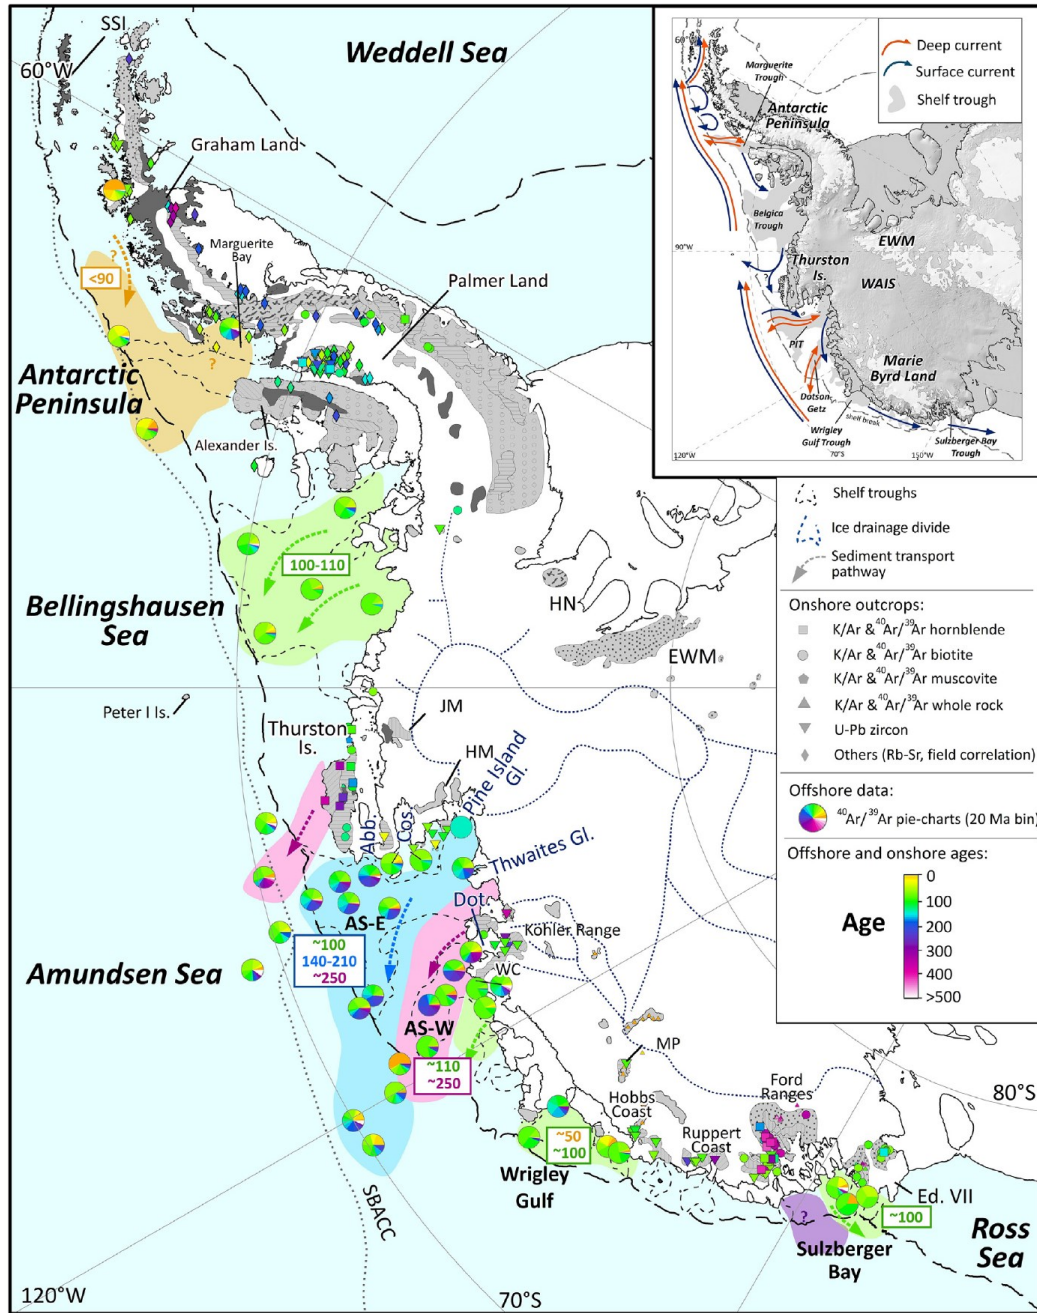 SSI
Weddell Sea
60°W
Graham Land
Marguerite
Bay
Palmer Land
?
<90
?
Antarctic
Peninsula
Alexander Is.
100-110
Bellingshausen
Sea
HN
EWM
Peter I Is.
JM
Thurston
Is.
HM
Pine Island
Gl.
Abb.
Cos.
Thwaites Gl.
Dot.
AS-E
Kohler Range
~100
140-210
~250
Amundsen Sea
WC
AS-W
MP
~110
~250
Ford
Ranges
80°S
Hobbs
Coast
Ruppert
Coast
~50
~100
Wrigley
Gulf
Ed. VII
?
~100
Sulzberger
Bay
Ross
Sea
SBACC
120°W
70°S
60°W
Marguerite
Trough
Antarctic
Peninsula
Deep current
Surface current
Shelf trough
Belgica
Trough
90°W
EWM
Thurston
Is.
?
WAIS
PIT
Marie
Byrd Land
Dotson
Getz
Wrigley
Gulf Trough
shelf break
Sulzberger Bay
Trough
120°W
70°S
150°W
Shelf troughs
Ice drainage divide
Sediment transport
pathway
Onshore outcrops:
K/Ar & ⁴⁰Ar/³⁹Ar hornblende
K/Ar & ⁴⁰Ar/³⁹Ar biotite
K/Ar & ⁴⁰Ar/³⁹Ar muscovite
K/Ar & ⁴⁰Ar/³⁹Ar whole rock
U-Pb zircon
Others (Rb-Sr, field correlation)
Offshore data:
⁴⁰Ar/³⁹Ar pie-charts (20 Ma bin)
Offshore and onshore ages:
Age
0
100
200
300
400
>500